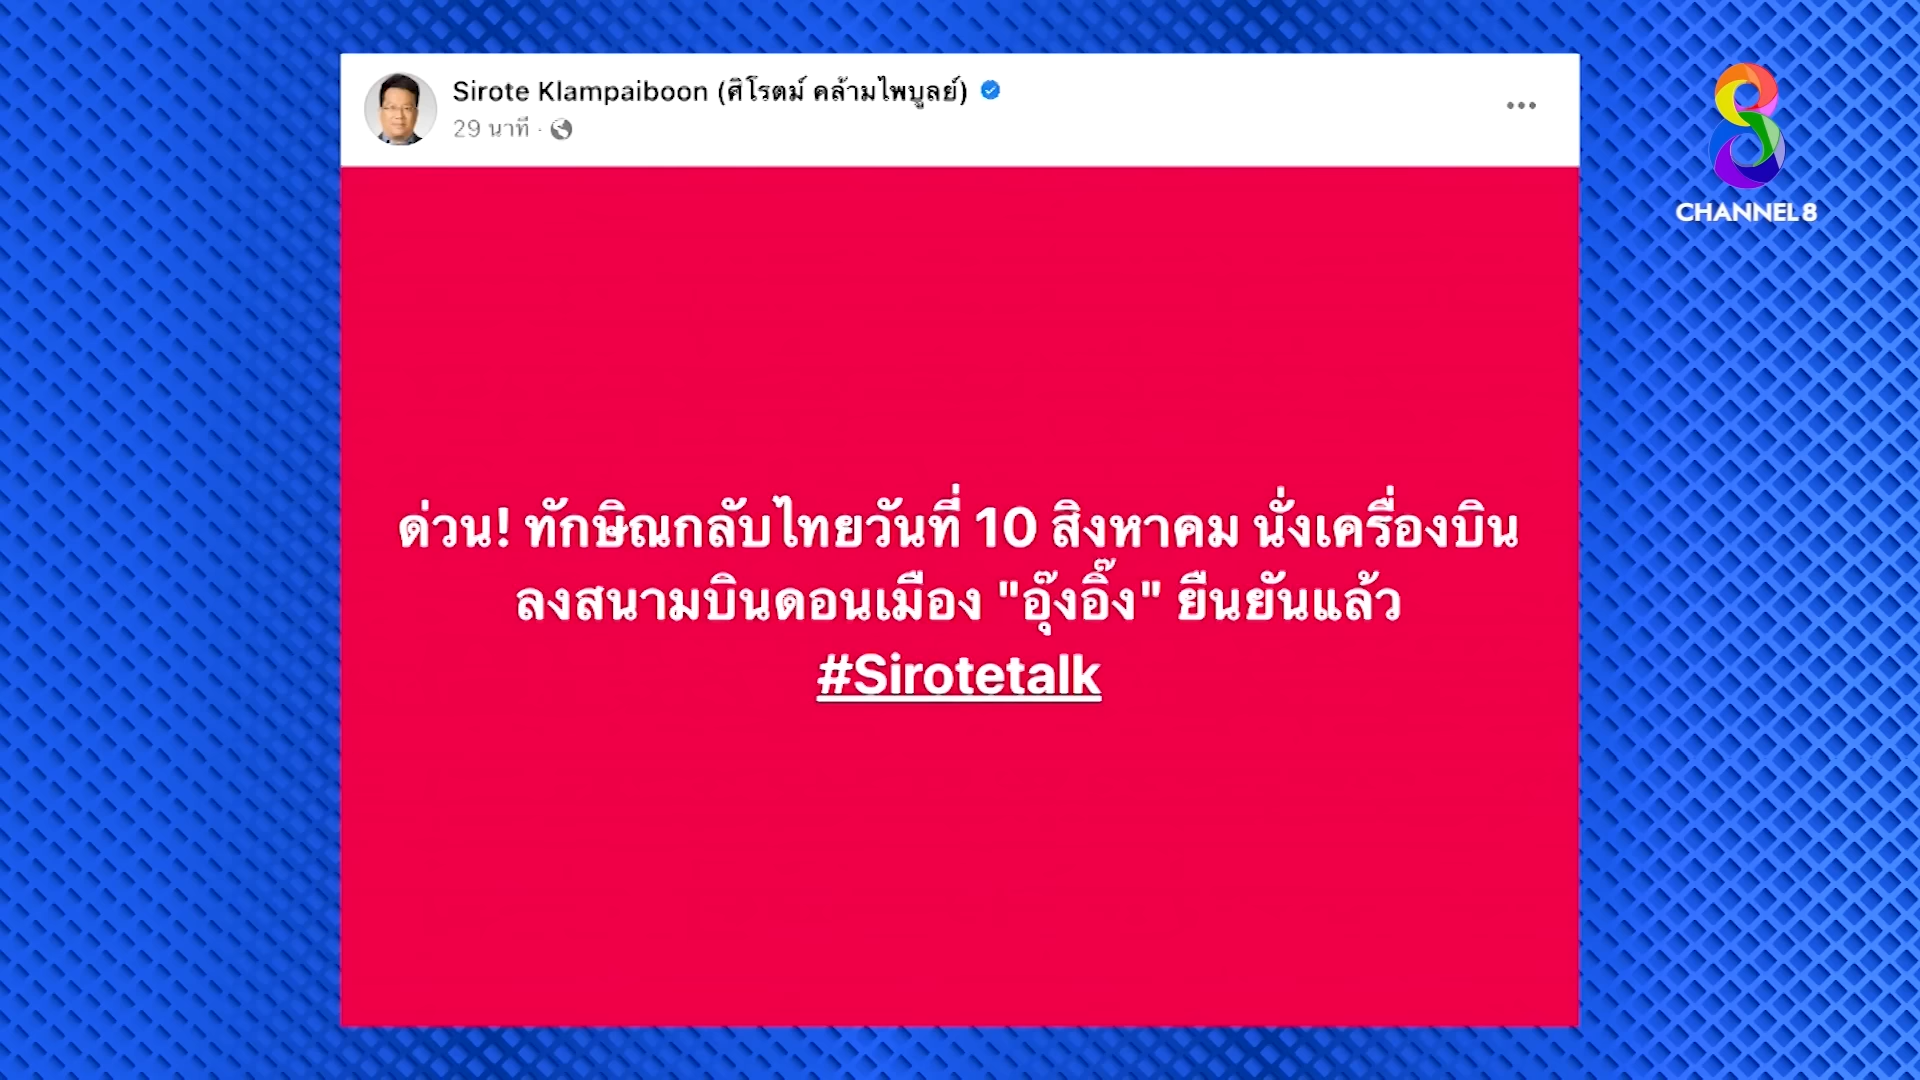 Sirote Klampaiboon (ศิโรตม์ คล้ามไพบูลย์)
29 นาที ·
CHANNEL 8
ด่วน! ทักษิณกลับไทยวันที่ 10 สิงหาคม นั่งเครื่องบิน
ลงสนามบินดอนเมือง "อุ๊งอิ๊ง" ยืนยันแล้ว
#Sirotetalk